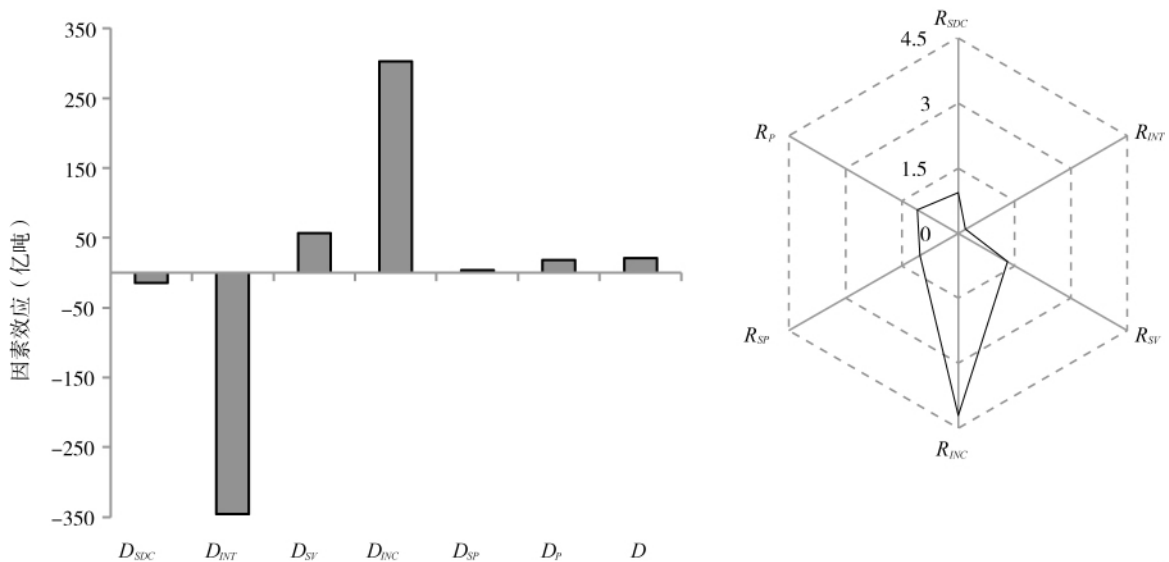 350
250
150
50
-50
-150
-250
-350
因素效应（亿吨）
D_SDC D_INT D_SV D_INC D_SP D_P D
R_SDC
4.5
3
1.5
0
R_P
R_INT
R_SP
R_SV
R_INC